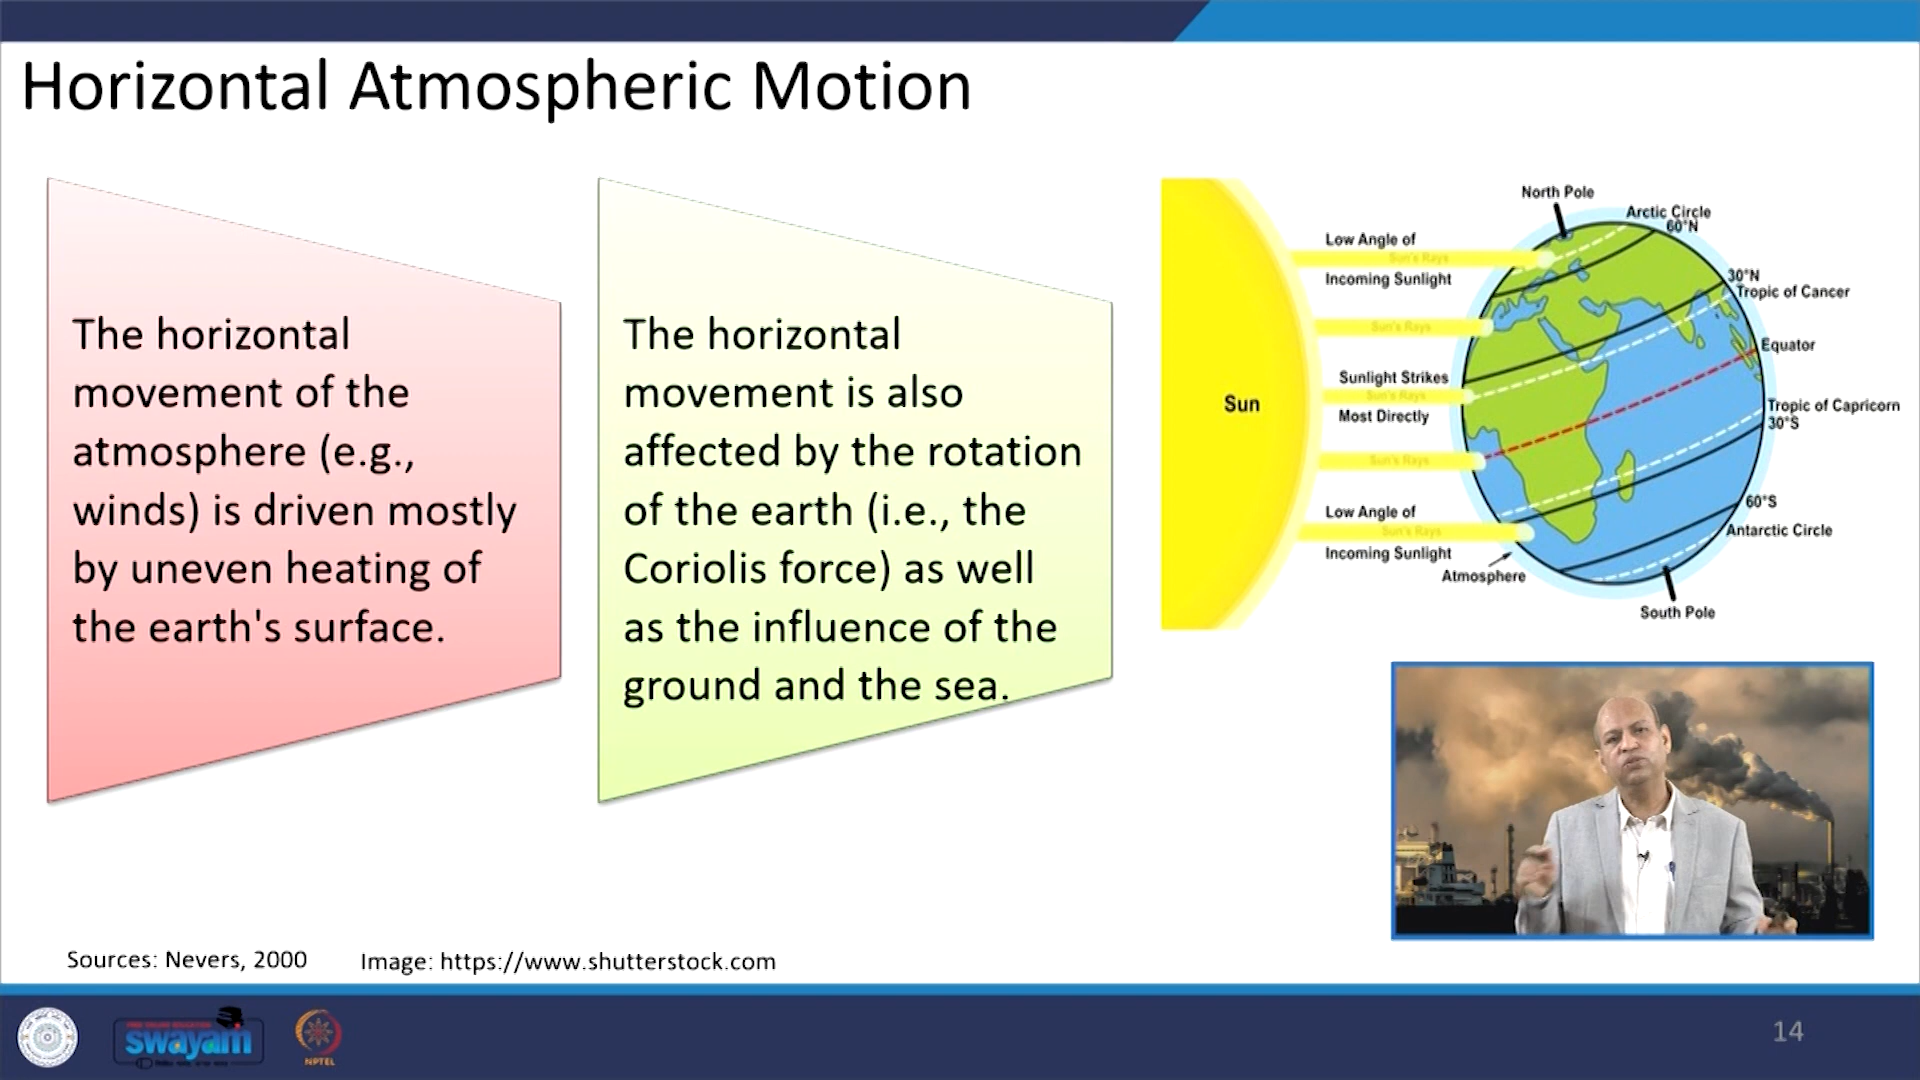 Horizontal Atmospheric Motion
The horizontal
movement of the
atmosphere (e.g.,
winds) is driven mostly
by uneven heating of
the earth's surface.
The horizontal
movement is also
affected by the rotation
of the earth (i.e., the
Coriolis force) as well
as the influence of the
ground and the sea.
Sun
North Pole
Arctic Circle
60°N
Low Angle of
Sun's Rays
Incoming Sunlight
30°N
Tropic of Cancer
Sun's Rays
Equator
Sunlight Strikes
Sun's Rays
Most Directly
Tropic of Capricorn
30°S
Sun's Rays
60°S
Low Angle of
Sun's Rays
Antarctic Circle
Incoming Sunlight
Atmosphere
South Pole
Sources: Nevers, 2000
Image: https://www.shutterstock.com
swayam
NPTEL
14